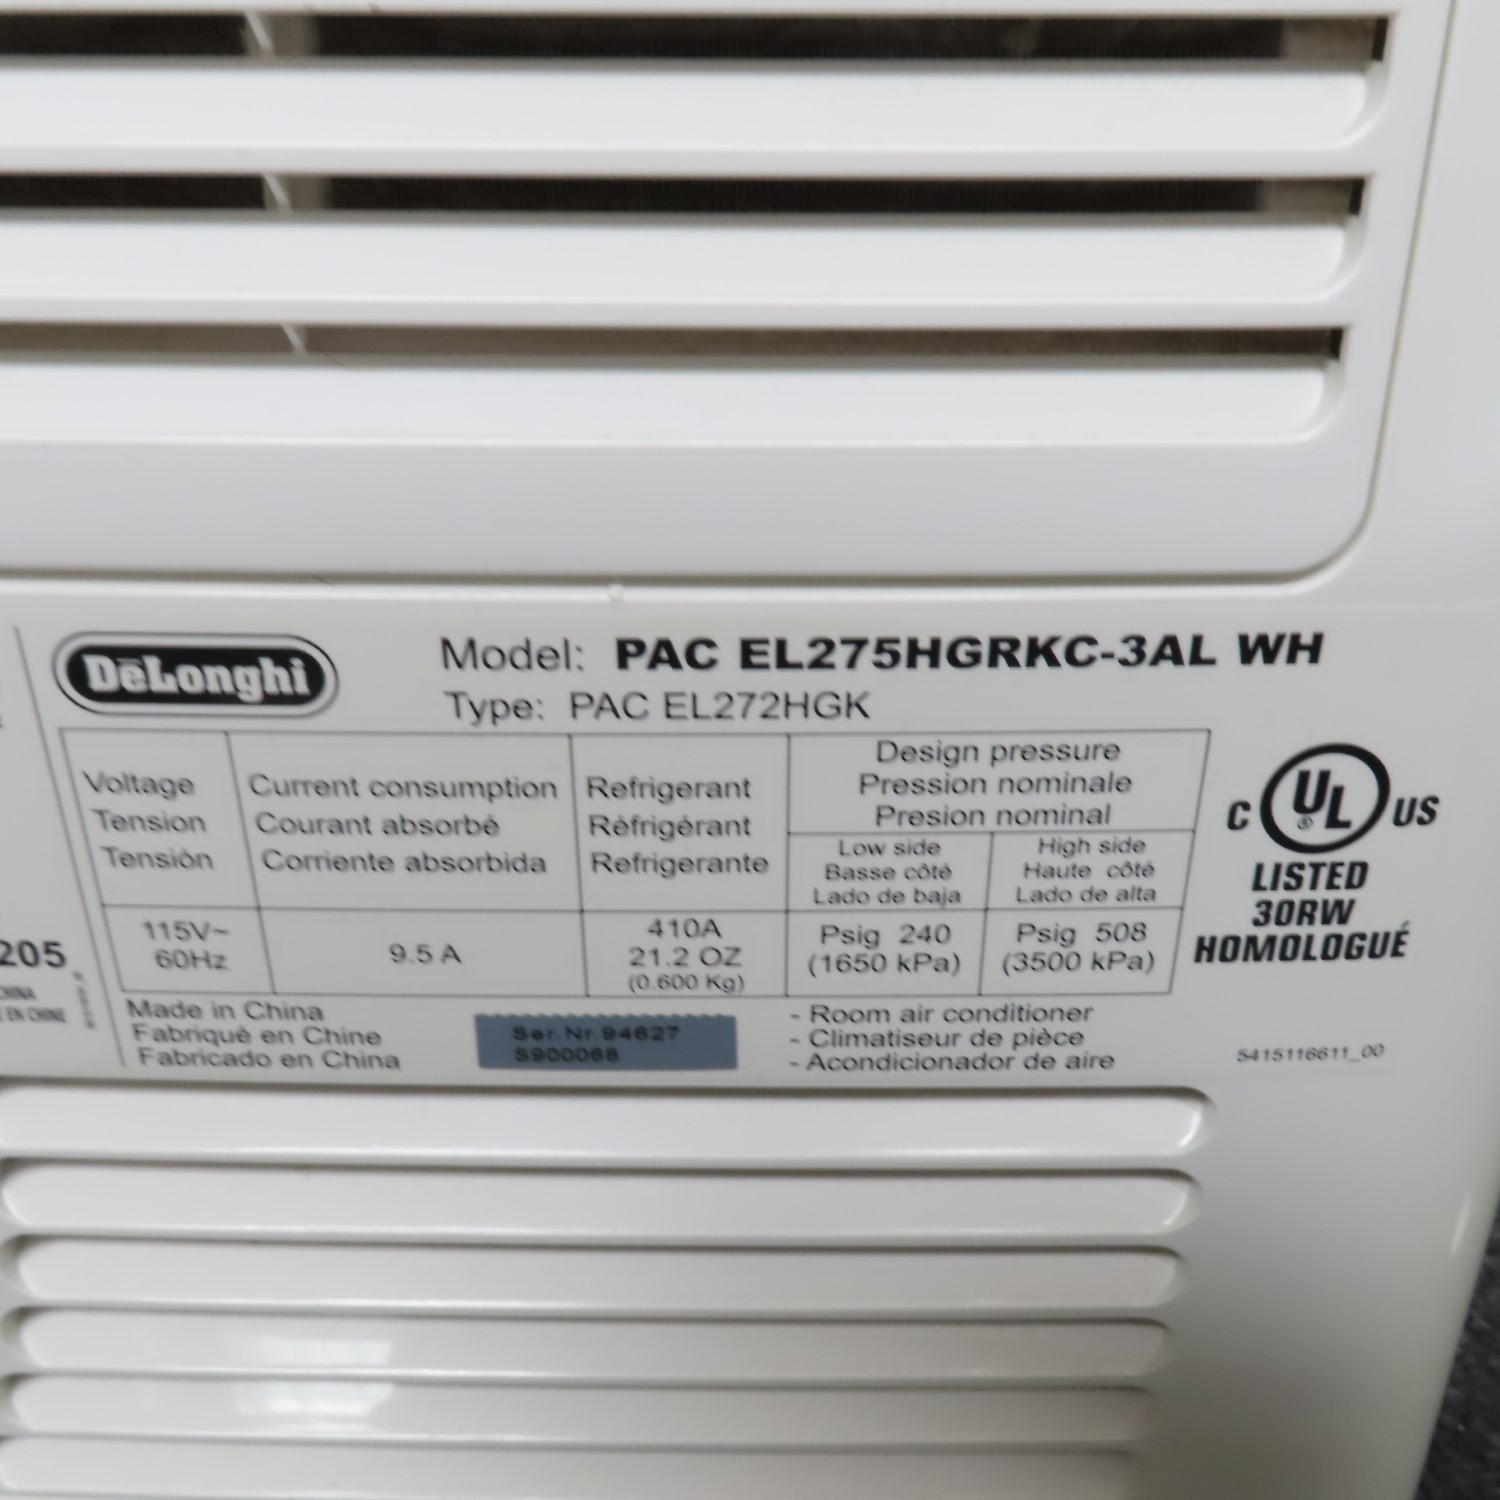 DeLonghi
Model: PAC EL275HGRKC-3AL WH
Type: PAC EL272HGK
Voltage
Tension
Tensión
Current consumption
Courant absorbé
Corriente absorbida
Refrigerant
Réfrigérant
Refrigerante
Design pressure
Pression nominale
Presion nominal
Low side
Basse côté
Lado de baja
High side
Haute côté
Lado de alta
115V~
60Hz
9.5 A
410A
21.2 OZ
(0.600 Kg)
Psig 240
(1650 kPa)
Psig 508
(3500 kPa)
Made in China
Fabriqué en Chine
Fabricado en China
Ser.Nr.94627
S900068
- Room air conditioner
- Climatiseur de pièce
- Acondicionador de aire
C UL® US
LISTED
30RW
HOMOLOGUÉ
5415116611_00
205
EN CHINE